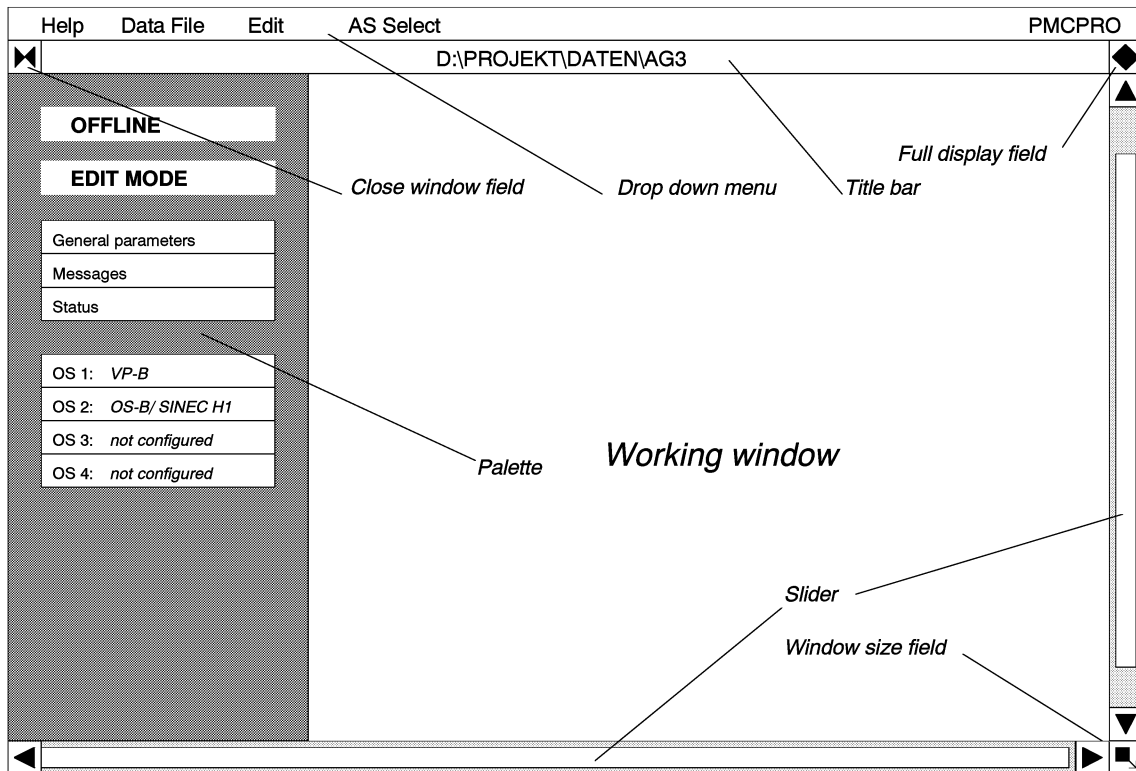 Help Data File Edit AS Select PMCPRO
D:\PROJEKT\DATEN\AG3
OFFLINE
Full display field
EDIT MODE
Close window field
Drop down menu
Title bar
General parameters
Messages
Status
OS 1: VP-B
OS 2: OS-B/ SINEC H1
OS 3: not configured
OS 4: not configured
Palette
Working window
Slider
Window size field